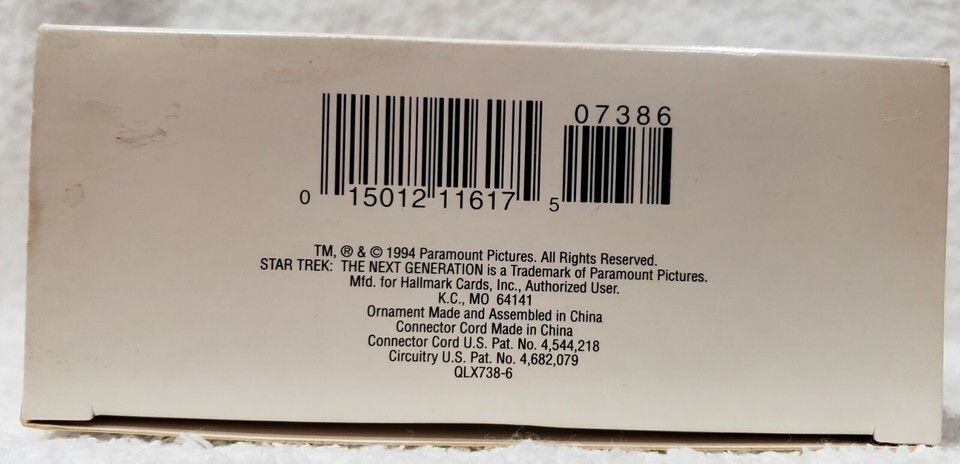 07386
0 15012 11617 5
TM, ® & © 1994 Paramount Pictures. All Rights Reserved.
STAR TREK: THE NEXT GENERATION is a Trademark of Paramount Pictures.
Mfd. for Hallmark Cards, Inc., Authorized User.
K.C., MO 64141
Ornament Made and Assembled in China
Connector Cord Made in China
Connector Cord U.S. Pat. No. 4,544,218
Circuitry U.S. Pat. No. 4,682,079
QLX738-6